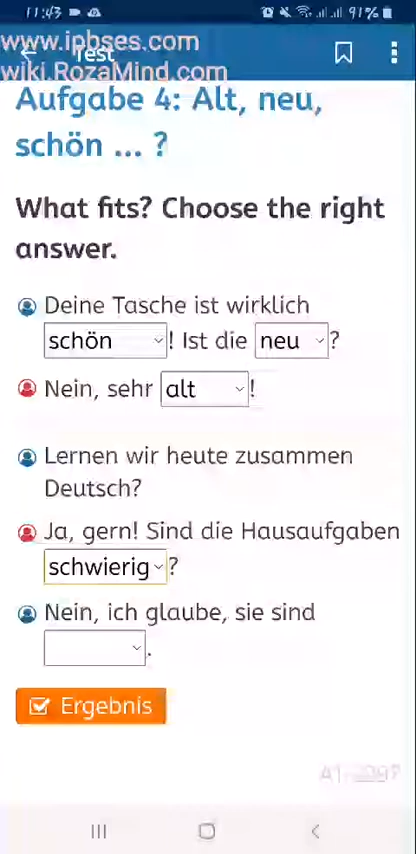 11:43
91%
www.ipbses.com
Test
wiki.RozaMind.com
Aufgabe 4: Alt, neu,
schön ... ?
What fits? Choose the right
answer.
Deine Tasche ist wirklich
schön ! Ist die neu ?
Nein, sehr alt !
Lernen wir heute zusammen
Deutsch?
Ja, gern! Sind die Hausaufgaben
schwierig ?
Nein, ich glaube, sie sind
.
Ergebnis